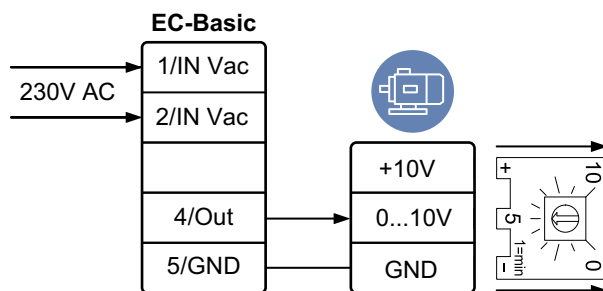 EC-Basic
1/IN Vac
230V AC
2/IN Vac
4/Out
5/GND
+10V
0...10V
GND
+ 10
5
1=min
- 0